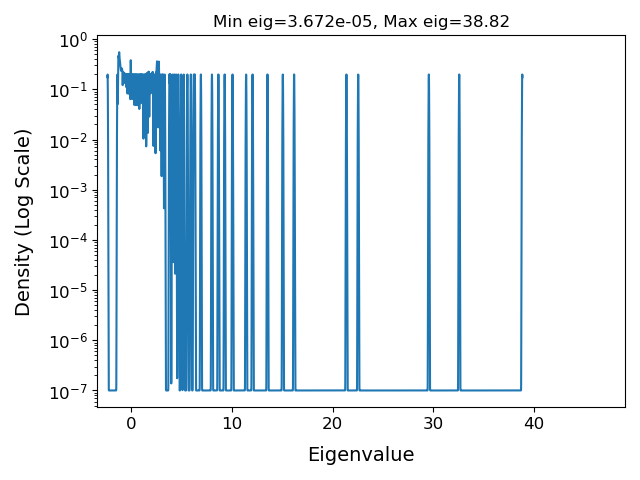 Min eig=3.672e-05, Max eig=38.82
Density (Log Scale)
10⁰
10⁻¹
10⁻²
10⁻³
10⁻⁴
10⁻⁵
10⁻⁶
10⁻⁷
0 10 20 30 40
Eigenvalue